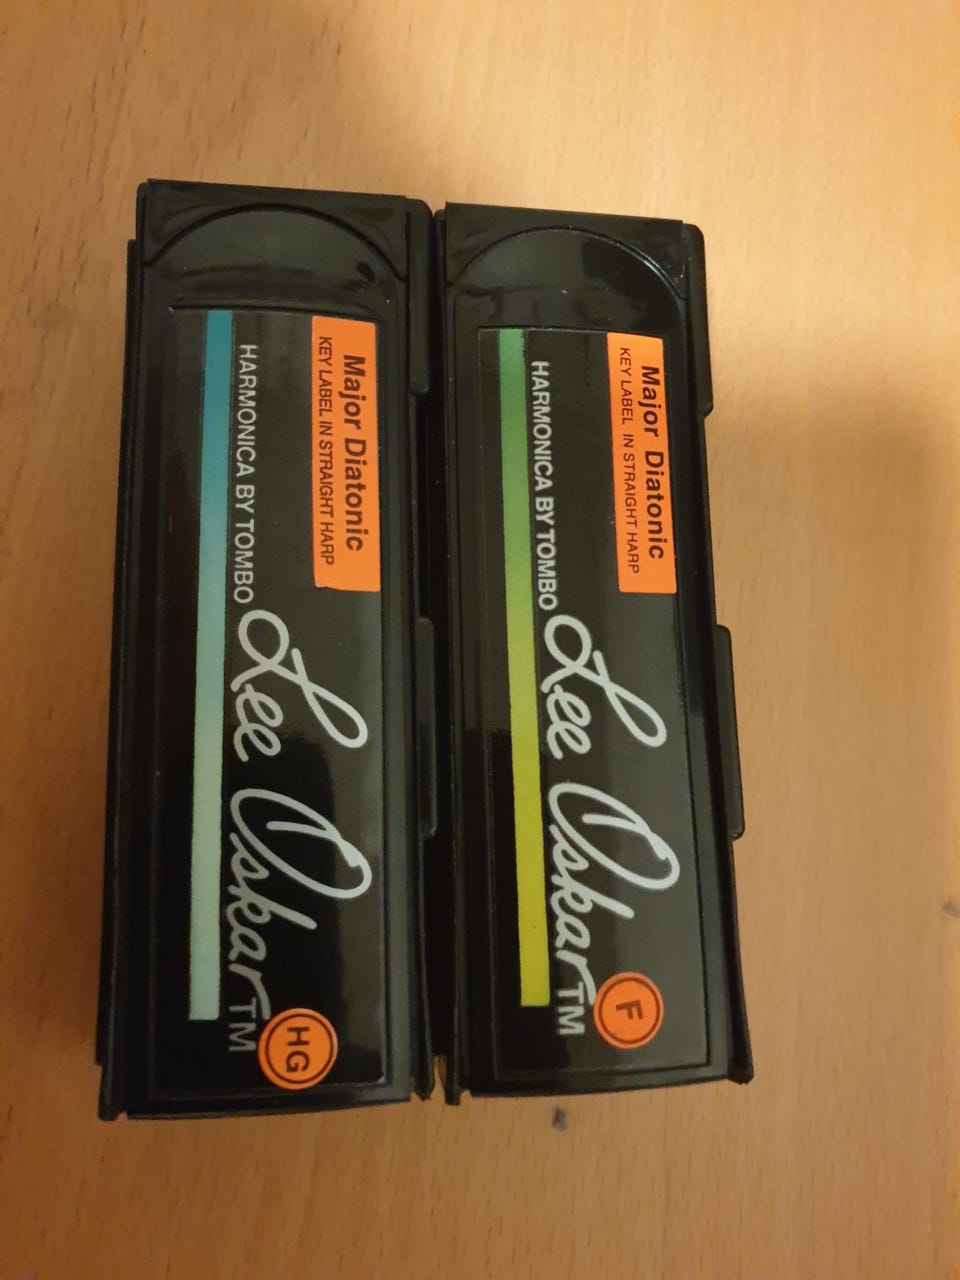 Major Diatonic
KEY LABEL IN STRAIGHT HARP
HARMONICA BY TOMBO
Lee Oskar TM
HG
Major Diatonic
KEY LABEL IN STRAIGHT HARP
HARMONICA BY TOMBO
Lee Oskar TM
F